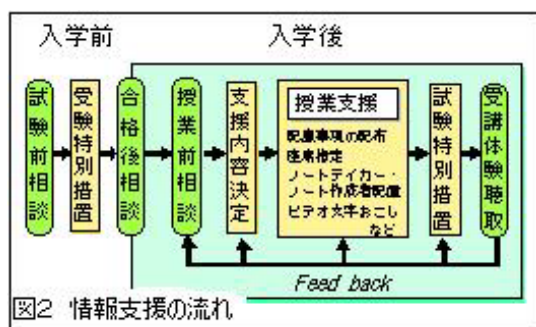 入学前
入学後
試験前相談
受験特別措置
合格後相談
授業前相談
支援内容決定
授業支援
配慮事項の配布
座席指定
ノートテイカー・
ノート作成者配置
ビデオ文字おこし
など
試験特別措置
受講体験聴取
Feed back
図2 情報支援の流れ